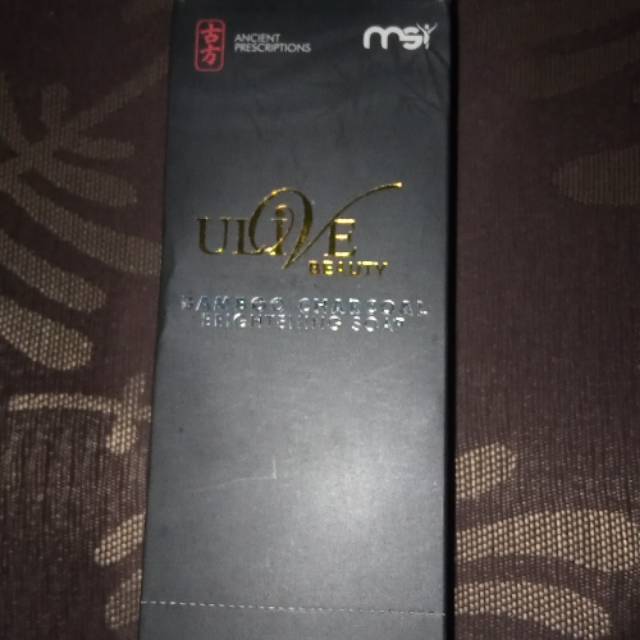 古方
ANCIENT
PRESCRIPTIONS
msi
ULiVE
BEAUTY
BAMBOO CHARCOAL
BRIGHTENING SOAP